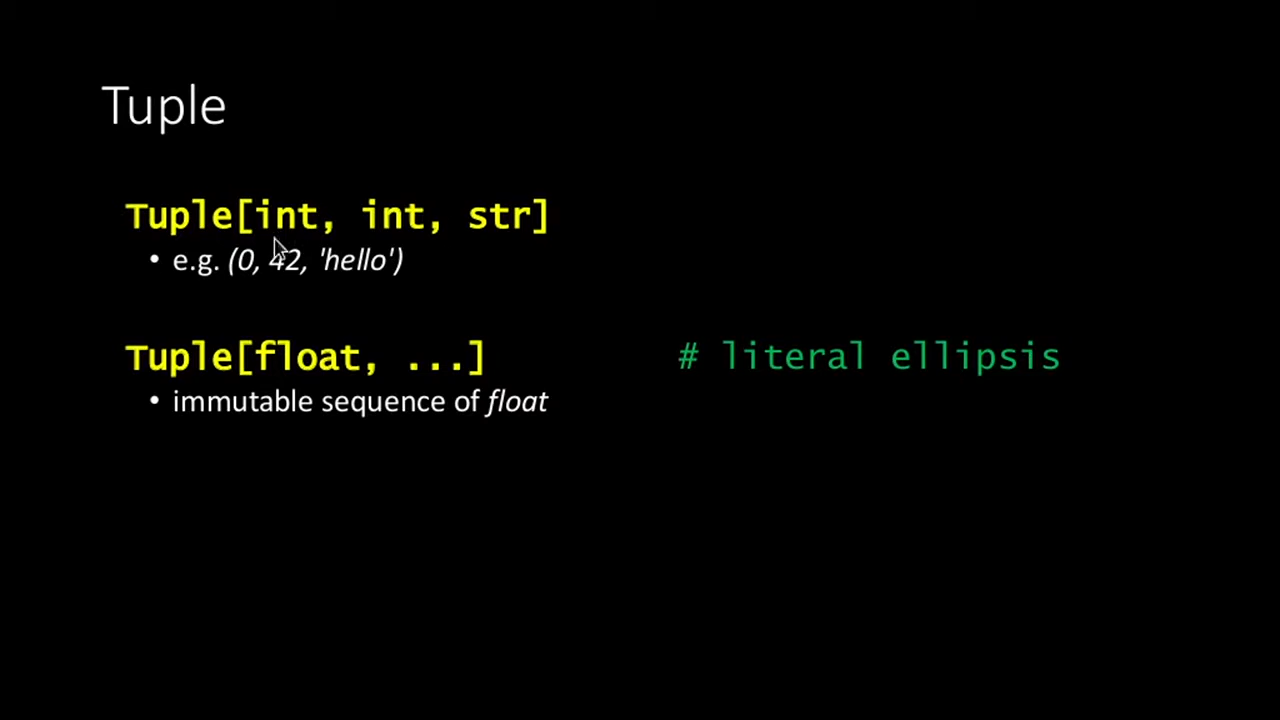 Tuple
Tuple[int, int, str]
• e.g. (0, 42, 'hello')
Tuple[float, ...] # literal ellipsis
• immutable sequence of float